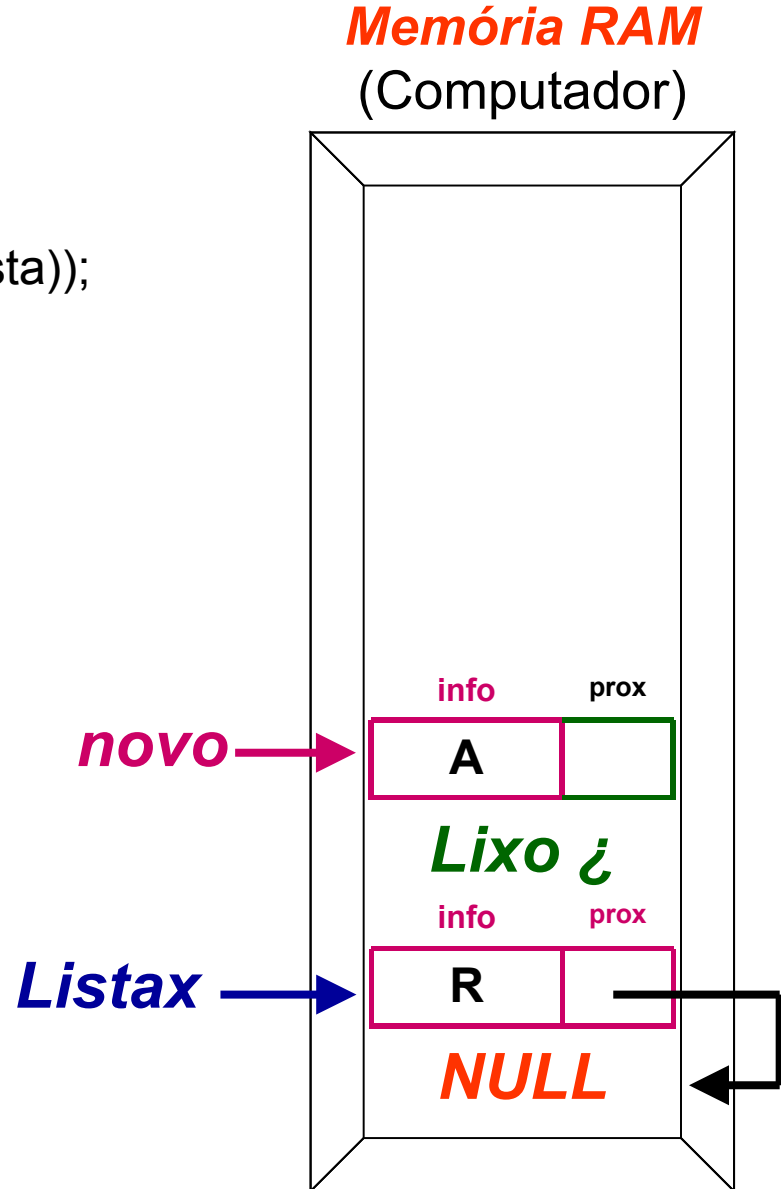 Memória RAM
(Computador)
sta));
info prox
novo A
Lixo ¿
info prox
Listax R
NULL